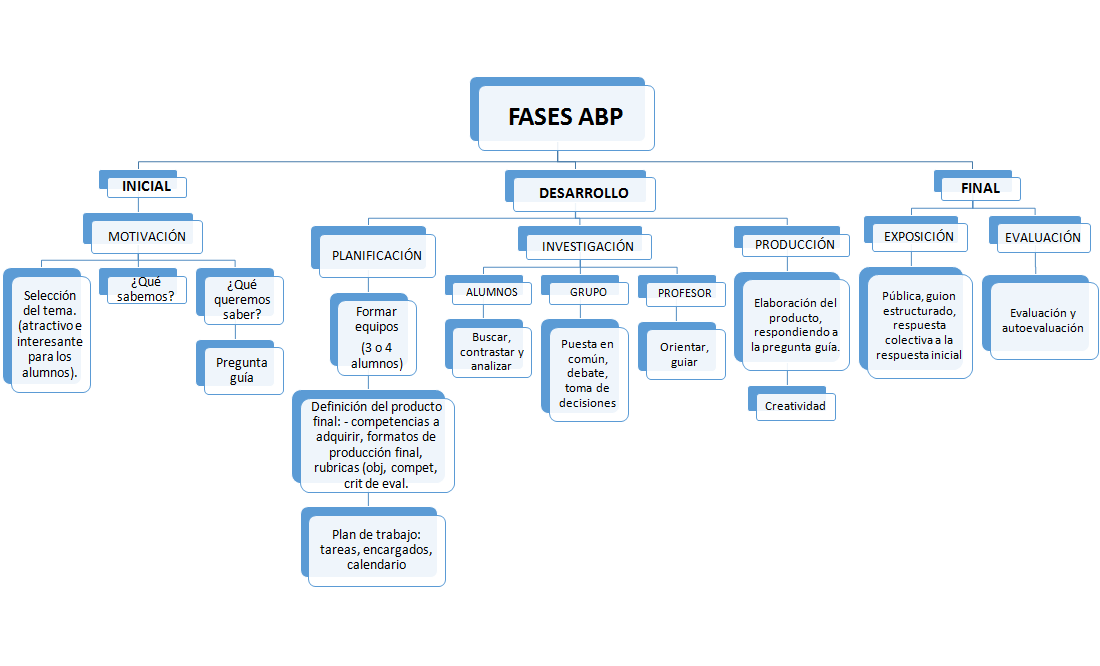 FASES ABP
INICIAL
DESARROLLO
FINAL
MOTIVACIÓN
PLANIFICACIÓN
INVESTIGACIÓN
PRODUCCIÓN
EXPOSICIÓN
EVALUACIÓN
Selección
del tema.
(atractivo e
interesante
para los
alumnos).
¿Qué
sabemos?
¿Qué
queremos
saber?
Pregunta
guía
Formar
equipos
(3 o 4
alumnos)
Definición del producto
final: - competencias a
adquirir, formatos de
producción final,
rubricas (obj, compet,
crit de eval.
Plan de trabajo:
tareas, encargados,
calendario
ALUMNOS
Buscar,
contrastar y
analizar
GRUPO
Puesta en
común,
debate,
toma de
decisiones
PROFESOR
Orientar,
guiar
Elaboración del
producto,
respondiendo a
la pregunta guía.
Creatividad
Pública, guion
estructurado,
respuesta
colectiva a la
respuesta inicial
Evaluación y
autoevaluación